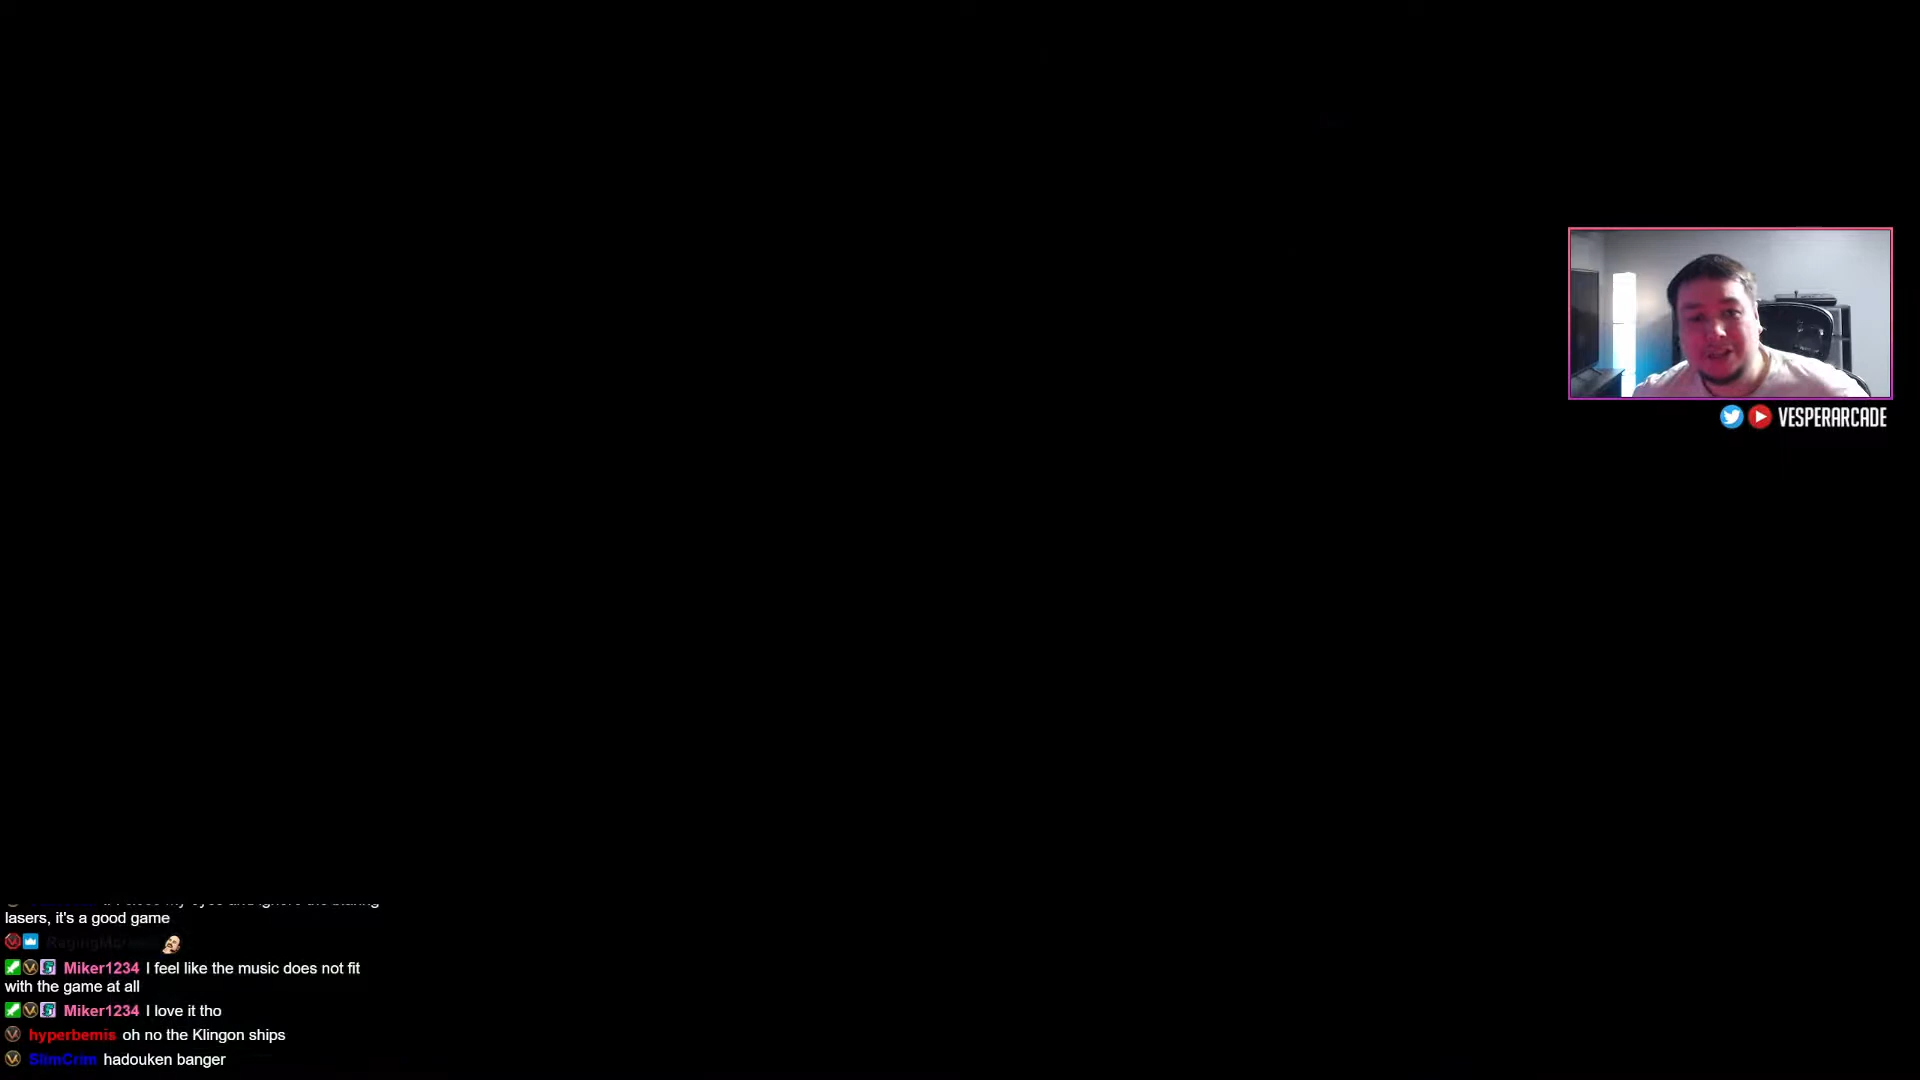 VESPERARCADE
lasers, it's a good game
Miker1234 I feel like the music does not fit
with the game at all
Miker1234 I love it tho
hyperbemis oh no the Klingon ships
SlimCrim hadouken banger